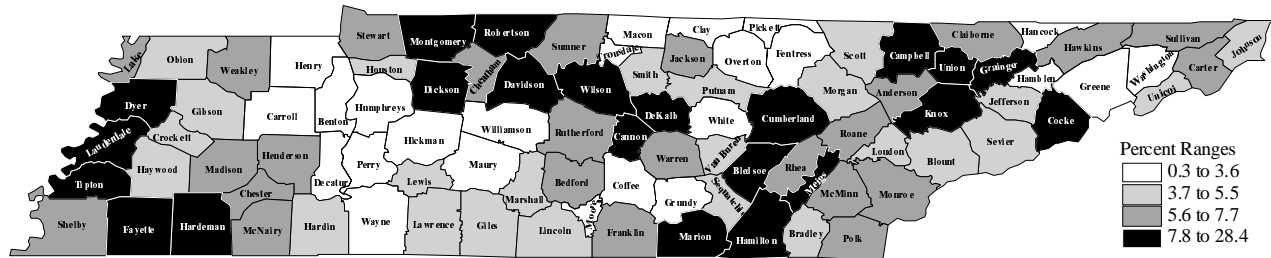 Lake
Obion
Weakley
Henry
Stewart
Montgomery
Robertson
Sumner
Macon
Clay
Pickett
Trousdale
Jackson
Overton
Fentress
Scott
Campbell
Claiborne
Hancock
Hawkins
Sullivan
Johnson
Carter
Washington
Unicoi
Greene
Hamblen
Grainger
Union
Houston
Cheatham
Davidson
Wilson
Smith
Putnam
Morgan
Anderson
Knox
Jefferson
Cocke
Dyer
Gibson
Carroll
Benton
Humphreys
Dickson
Williamson
Rutherford
Cannon
DeKalb
White
Cumberland
Roane
Loudon
Blount
Sevier
Lauderdale
Crockett
Haywood
Madison
Henderson
Decatur
Perry
Hickman
Maury
Lewis
Marshall
Bedford
Coffee
Warren
Van Buren
Bledsoe
Rhea
Meigs
McMinn
Monroe
Tipton
Shelby
Fayette
Hardeman
Chester
McNairy
Hardin
Wayne
Lawrence
Giles
Lincoln
Moore
Franklin
Grundy
Sequatchie
Marion
Hamilton
Bradley
Polk
Percent Ranges
0.3 to 3.6
3.7 to 5.5
5.6 to 7.7
7.8 to 28.4